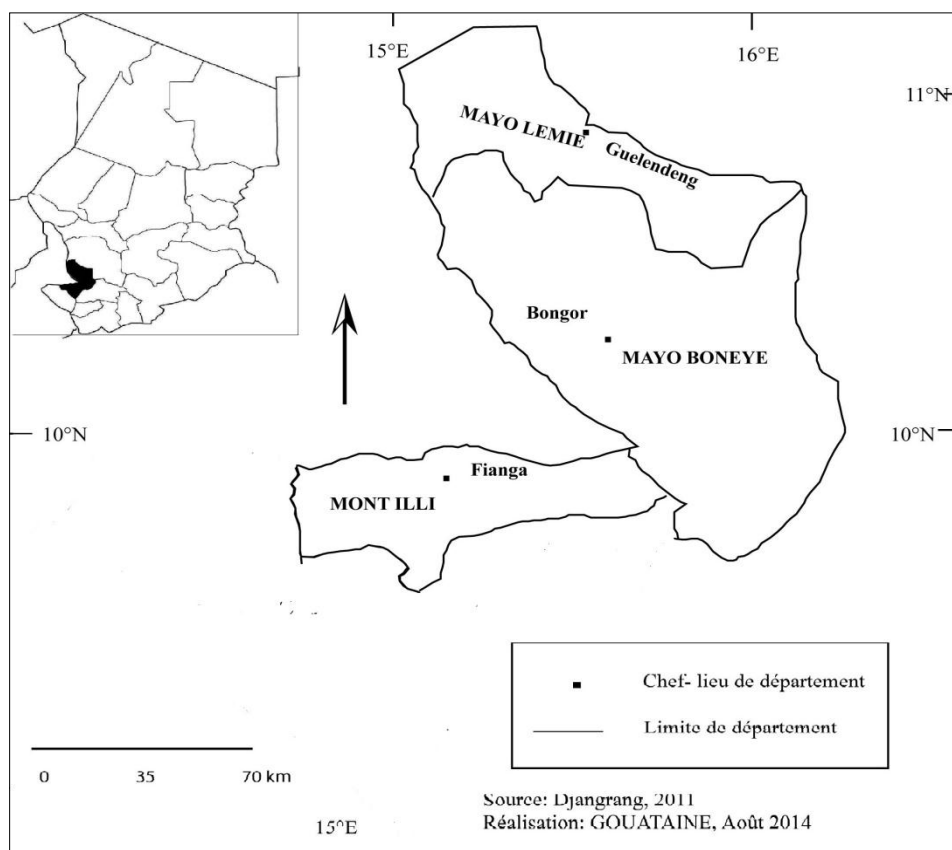 15°E
16°E
11°N
MAYO LEMIE
Guelendeng
Bongor
MAYO BONEYE
10°N
10°N
Fianga
MONT ILLI
Chef- lieu de département
Limite de département
0 35 70 km
Source: Djangrang, 2011
Réalisation: GOUATAINE, Août 2014
15°E